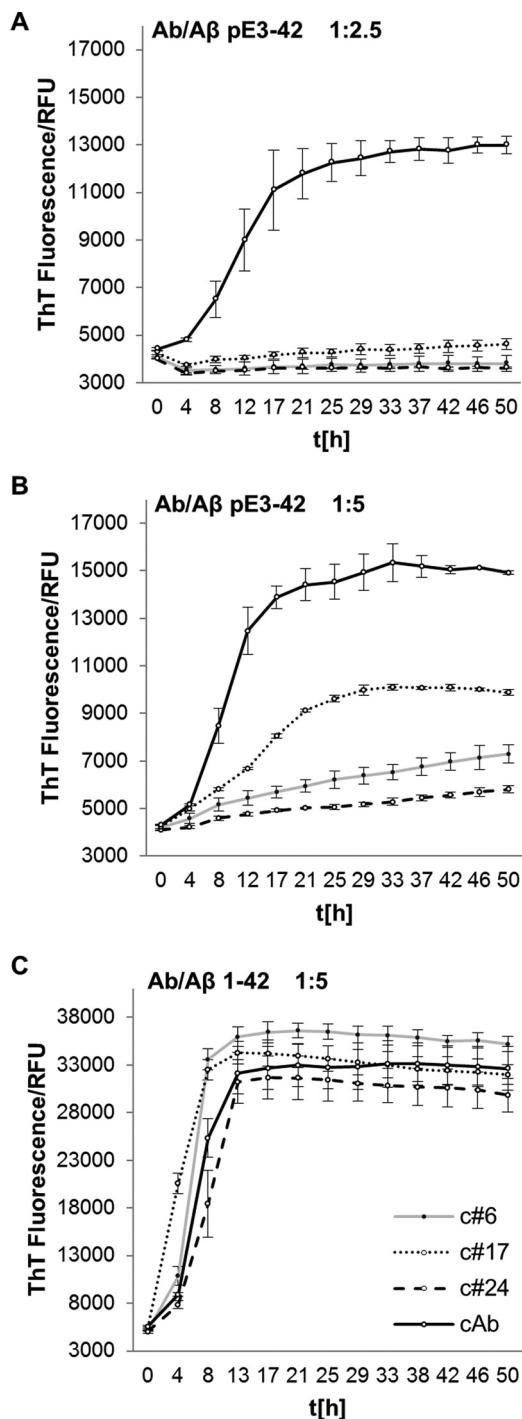 A
Ab/Aβ pE3-42 1:2.5
17000
15000
13000
11000
9000
7000
5000
3000
ThT Fluorescence/RFU
0 4 8 12 17 21 25 29 33 37 42 46 50
t[h]
B
Ab/Aβ pE3-42 1:5
17000
15000
13000
11000
9000
7000
5000
3000
ThT Fluorescence/RFU
0 4 8 12 17 21 25 29 33 37 42 46 50
t[h]
C
Ab/Aβ 1-42 1:5
38000
33000
28000
23000
18000
13000
8000
3000
ThT Fluorescence/RFU
c#6
c#17
c#24
cAb
0 4 8 13 17 21 25 29 33 38 42 46 50
t[h]